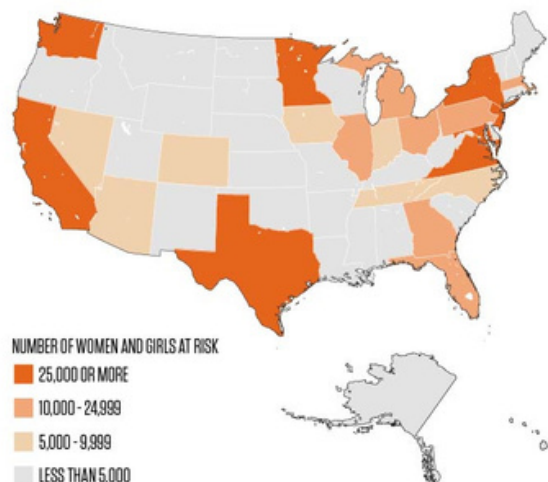 NUMBER OF WOMEN AND GIRLS AT RISK
25,000 OR MORE
10,000 - 24,999
5,000 - 9,999
LESS THAN 5,000